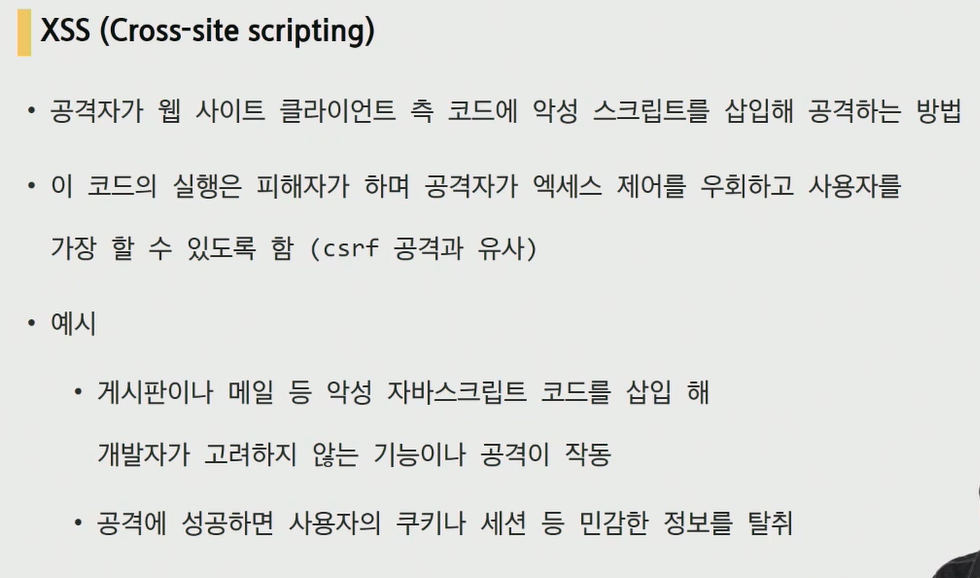 XSS (Cross-site scripting)
• 공격자가 웹 사이트 클라이언트 측 코드에 악성 스크립트를 삽입해 공격하는 방법
• 이 코드의 실행은 피해자가 하며 공격자가 엑세스 제어를 우회하고 사용자를
가장 할 수 있도록 함 (csrf 공격과 유사)
• 예시
• 게시판이나 메일 등 악성 자바스크립트 코드를 삽입 해
개발자가 고려하지 않는 기능이나 공격이 작동
• 공격에 성공하면 사용자의 쿠키나 세션 등 민감한 정보를 탈취